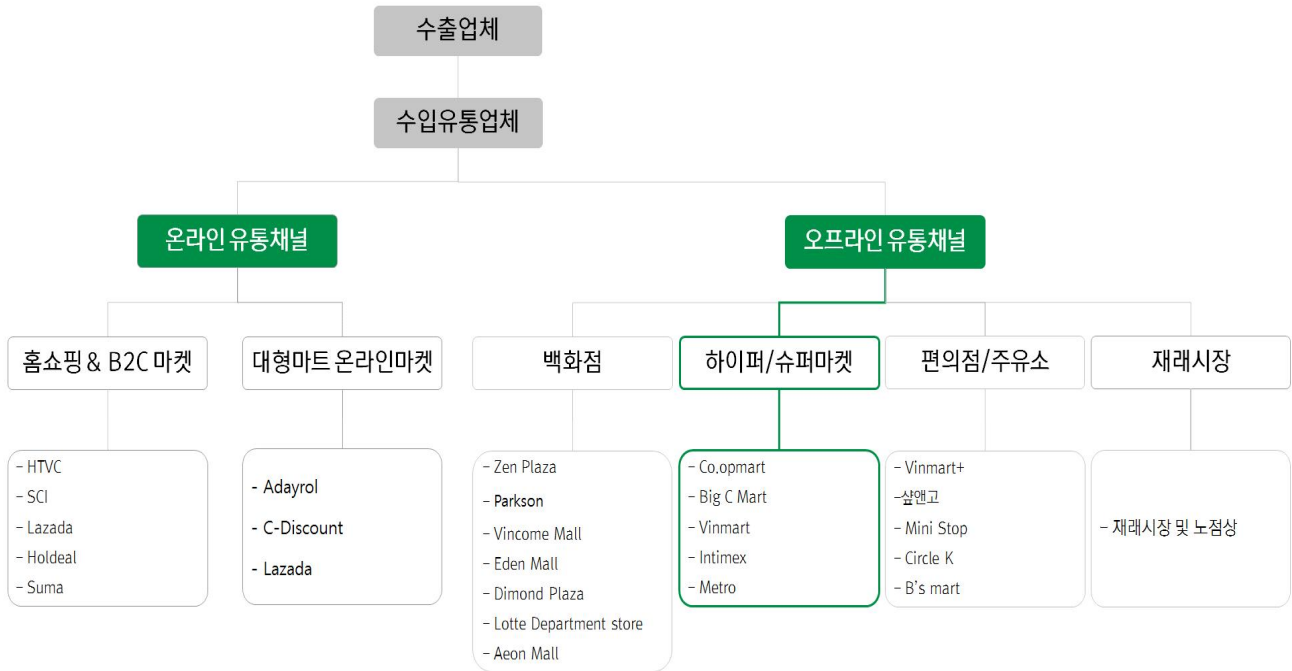 수출업체
수입유통업체
온라인 유통채널
오프라인 유통채널
홈쇼핑 & B2C 마켓
대형마트 온라인마켓
백화점
하이퍼/슈퍼마켓
편의점/주유소
재래시장
– HTVC
– SCI
– Lazada
– Holdeal
– Suma
- Adayrol
- C-Discount
- Lazada
– Zen Plaza
– Parkson
– Vincome Mall
– Eden Mall
– Dimond Plaza
– Lotte Department store
– Aeon Mall
– Co.opmart
– Big C Mart
– Vinmart
– Intimex
– Metro
– Vinmart+
–샾앤고
– Mini Stop
– Circle K
– B's mart
– 재래시장 및 노점상